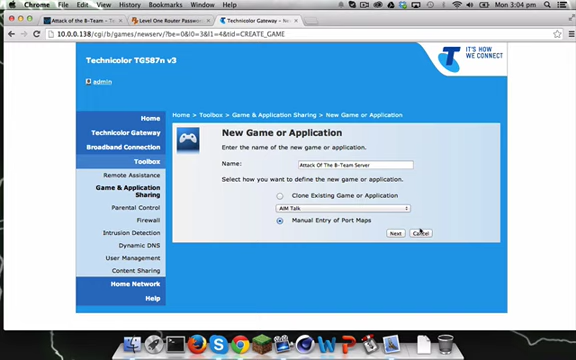 Chrome File Edit View History Bookmarks Window Help
Mon 3:04 pm
Attack of the B-Team - T
Level One Router Passwor
Technicolor Gateway - Ne
10.0.0.138/cgi/b/games/newserv/?be=0&l0=3&l1=4&tid=CREATE_GAME
Technicolor TG587n v3
IT'S HOW
WE CONNECT
admin
Home
Technicolor Gateway
Broadband Connection
Toolbox
Remote Assistance
Game & Application
Sharing
Parental Control
Firewall
Intrusion Detection
Dynamic DNS
User Management
Content Sharing
Home Network
Help
Home > Toolbox > Game & Application Sharing > New Game or Application
New Game or Application
Enter the name of the new game or application.
Name: Attack Of The B-Team Server
Select how you want to define the new game or application.
Clone Existing Game or Application
AIM Talk
Manual Entry of Port Maps
Next Cancel